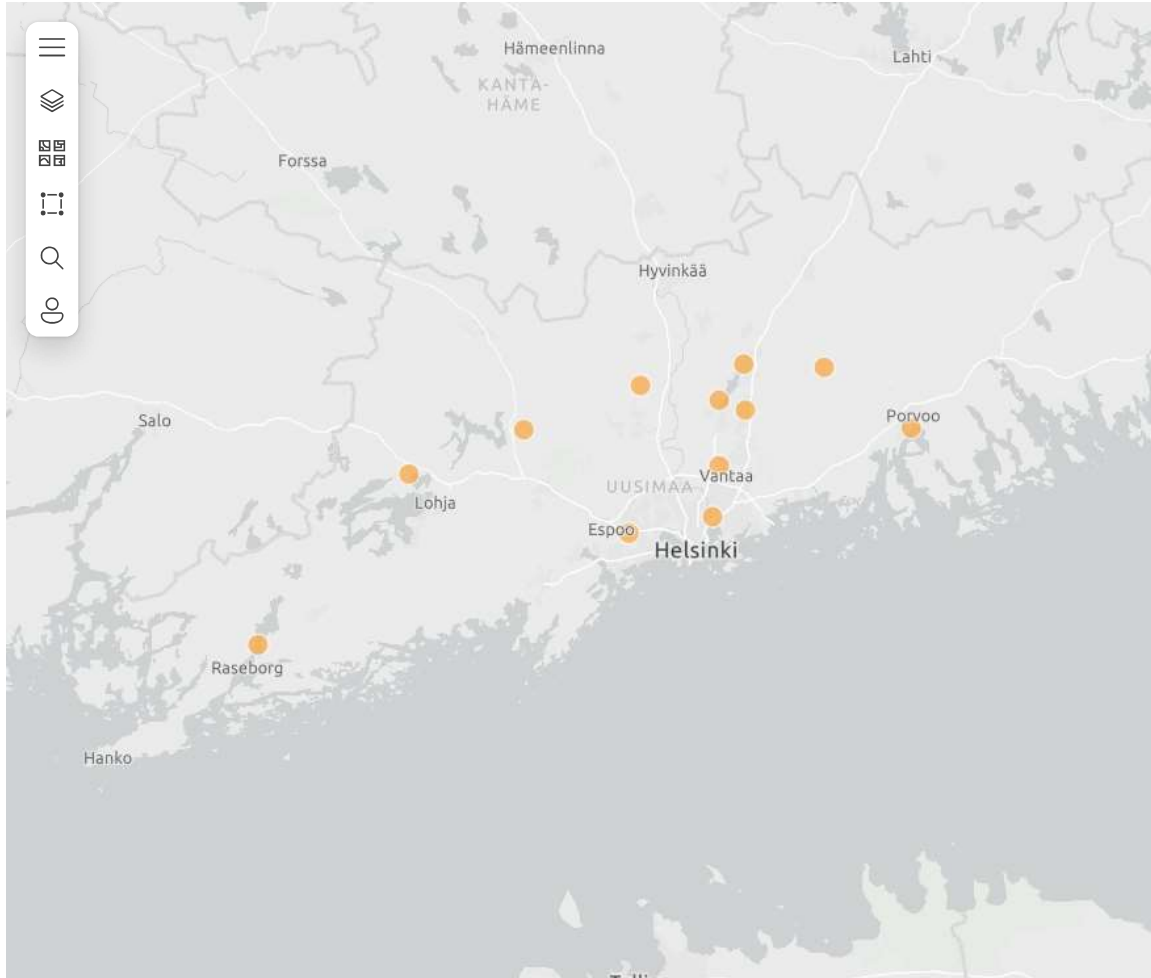 Hämeenlinna
Lahti
KANTA-
HÄME
Forssa
Hyvinkää
Salo
Porvoo
Vantaa
UUSIMAA
Lohja
Espoo
Helsinki
Raseborg
Hanko